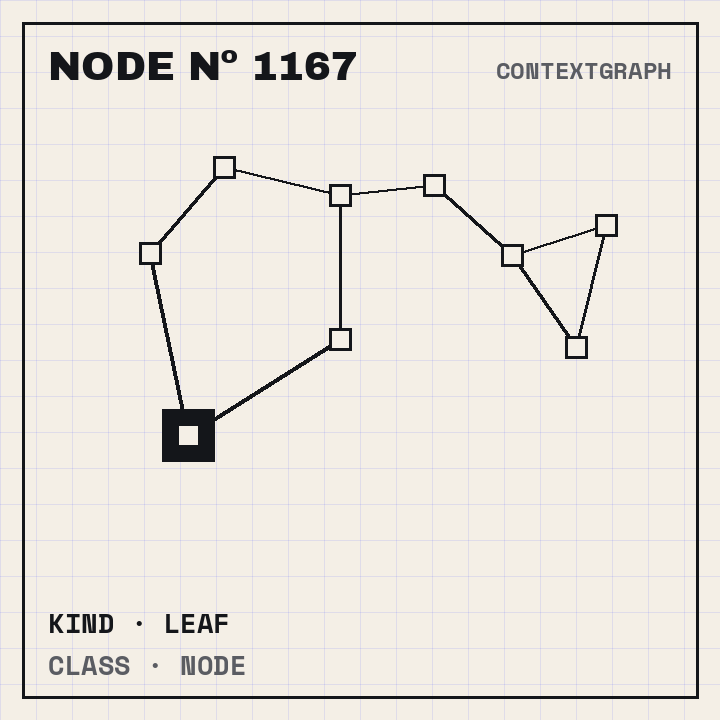 NODE Nº 1167
CONTEXTGRAPH
KIND · LEAF
CLASS · NODE